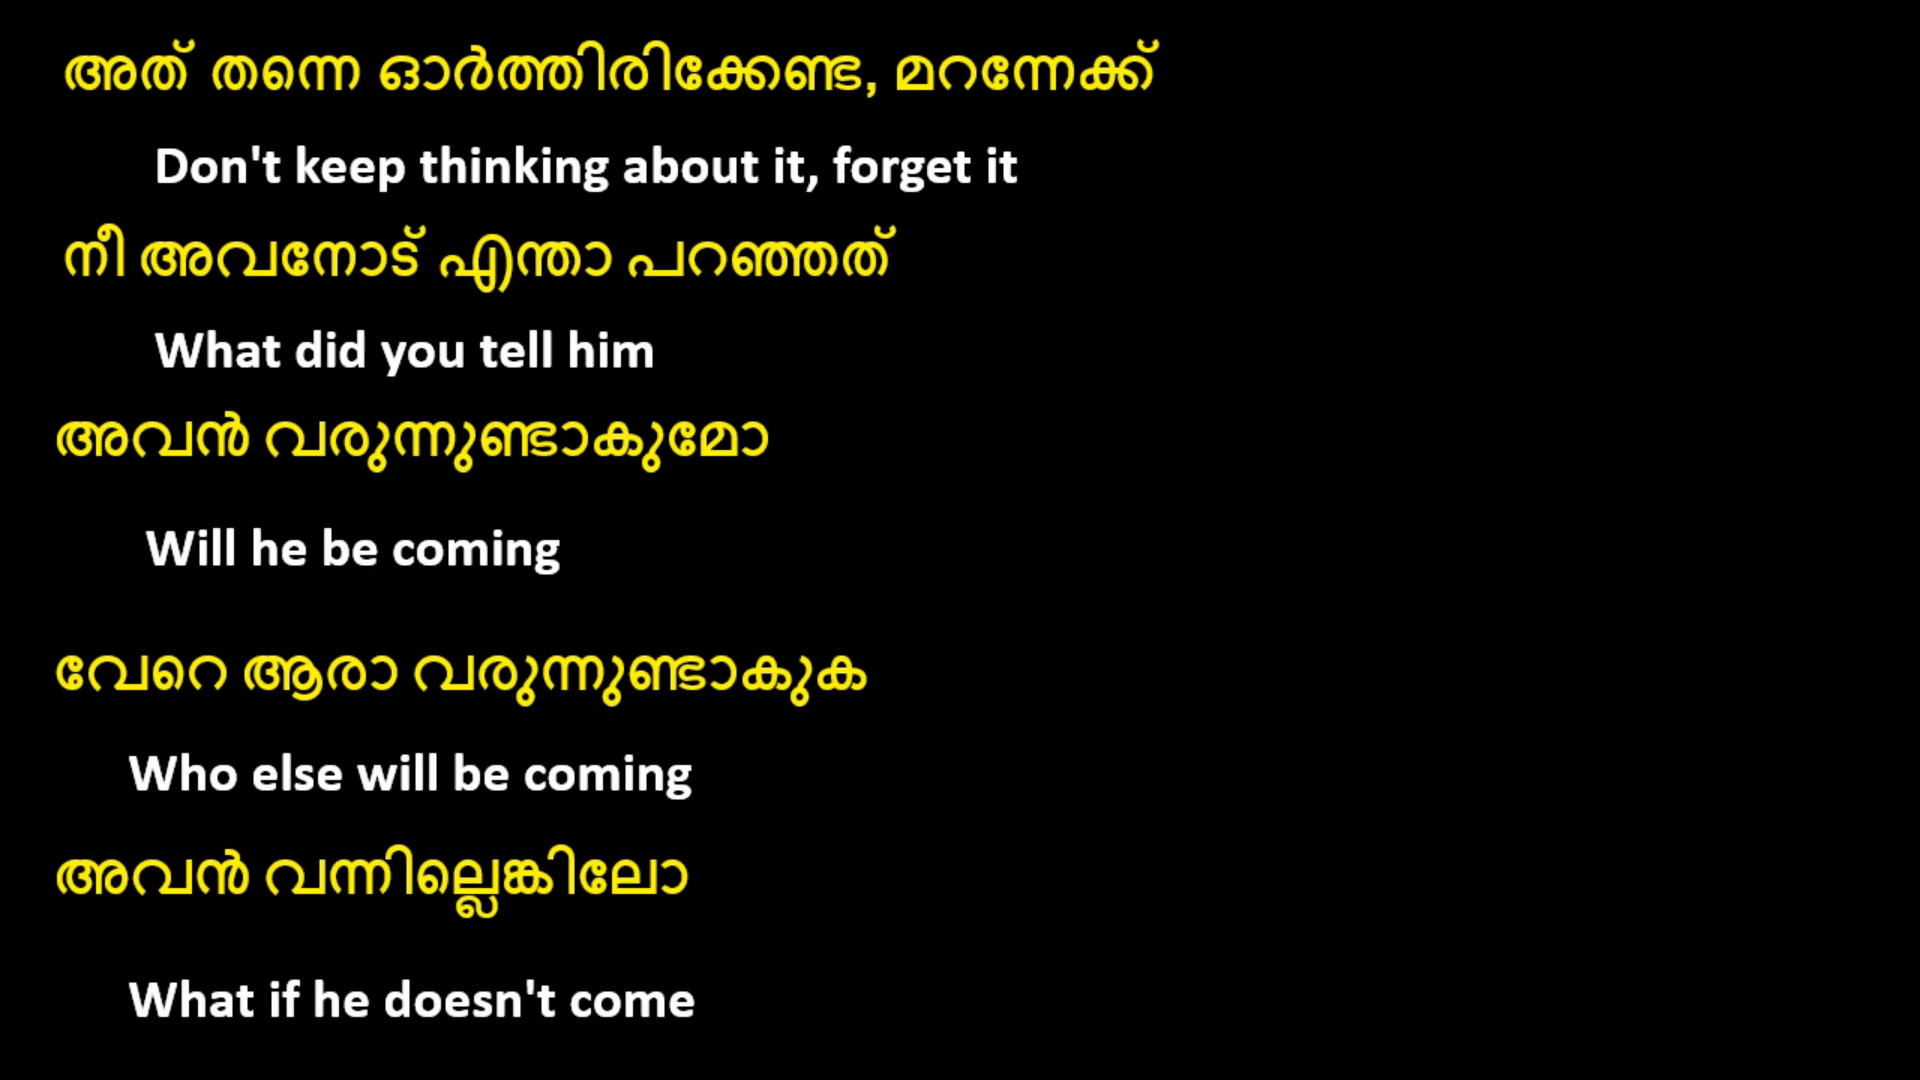 അത് തന്നെ ഓർത്തിരിക്കേണ്ട, മറന്നേക്ക്
Don't keep thinking about it, forget it
നീ അവനോട് എന്താ പറഞ്ഞത്
What did you tell him
അവൻ വരുന്നുണ്ടാകുമോ
Will he be coming
വേറെ ആരാ വരുന്നുണ്ടാകുക
Who else will be coming
അവൻ വന്നില്ലെങ്കിലോ
What if he doesn't come